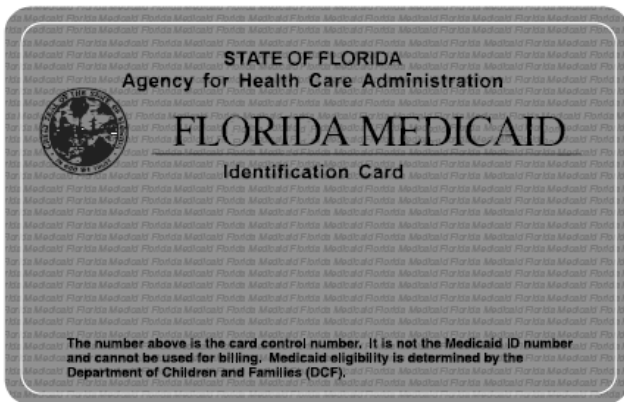 STATE OF FLORIDA
Agency for Health Care Administration
FLORIDA MEDICAID
Identification Card
The number above is the card control number. It is not the Medicaid ID number
and cannot be used for billing. Medicaid eligibility is determined by the
Department of Children and Families (DCF).